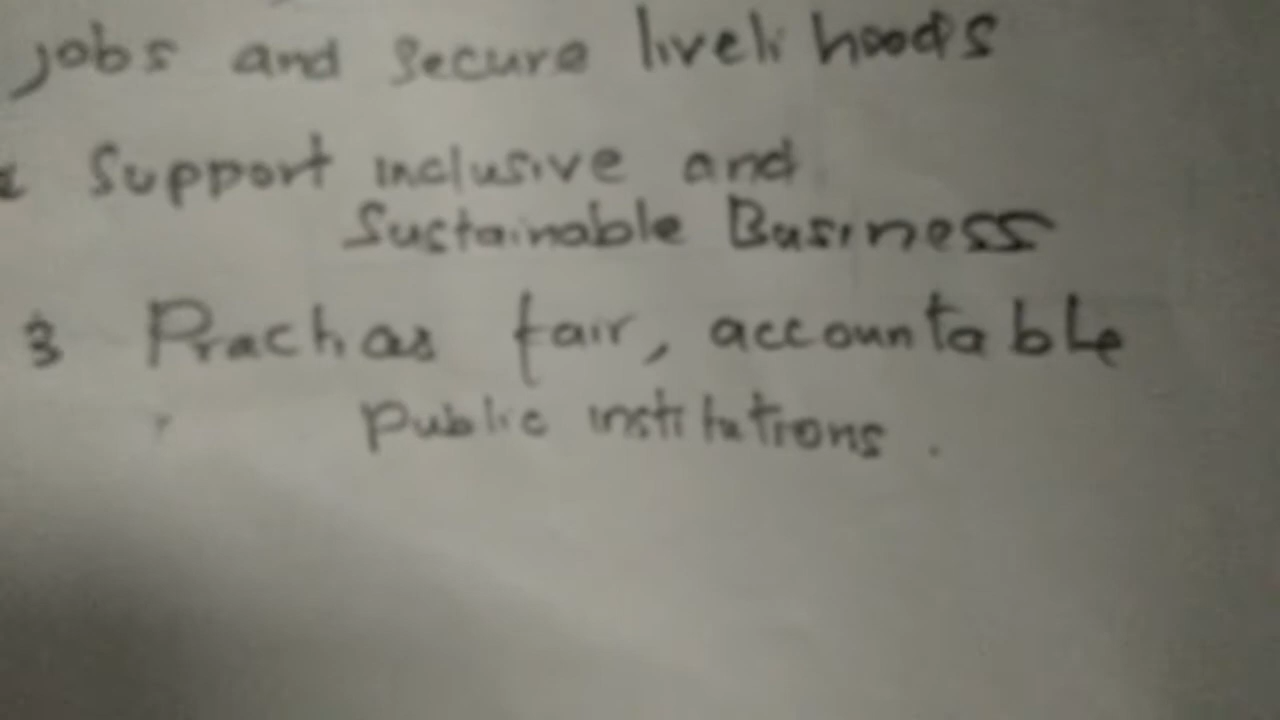 jobs and secure livelihoods
Support inclusive and
Sustainable Business
3 Prachas fair, accountable
public institutions.